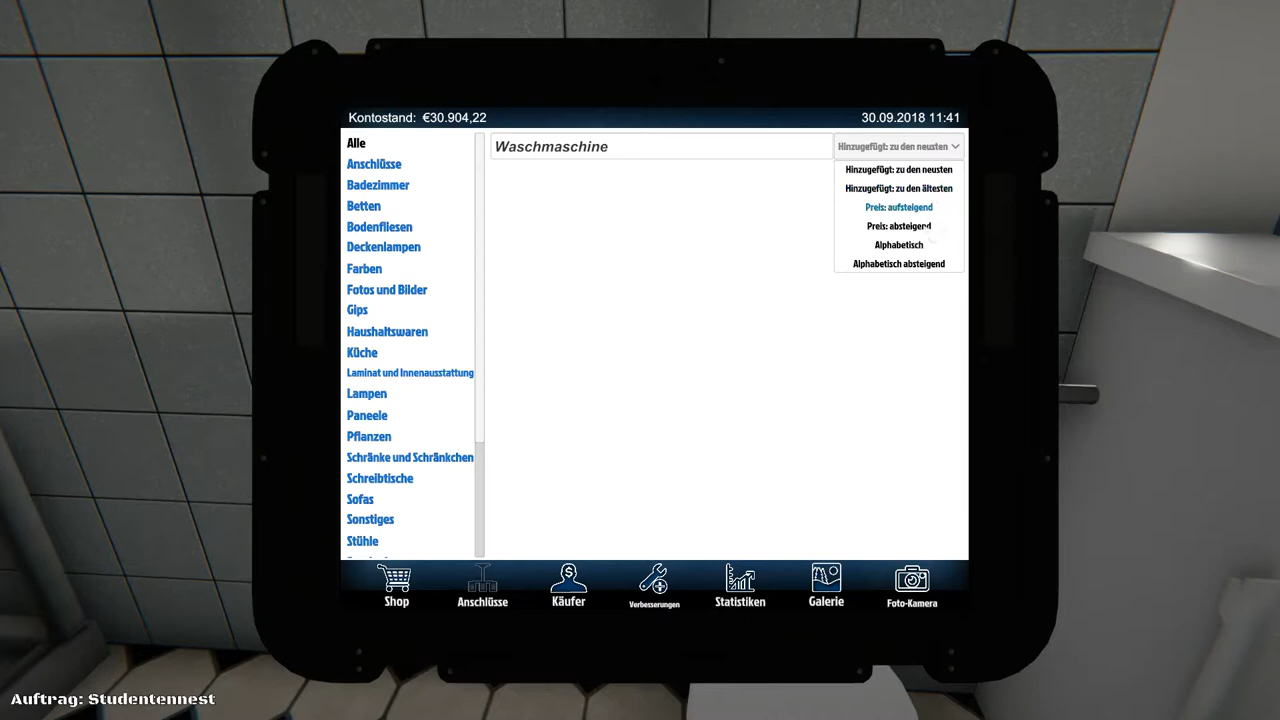 Kontostand: €30.904,22
30.09.2018 11:41
Alle
Anschlüsse
Badezimmer
Betten
Bodenfliesen
Deckenlampen
Farben
Fotos und Bilder
Gips
Haushaltswaren
Küche
Laminat und Innenausstattung
Lampen
Paneele
Pflanzen
Schränke und Schränkchen
Schreibtische
Sofas
Sonstiges
Stühle
Waschmaschine
Hinzugefügt: zu den neusten
Hinzugefügt: zu den neusten
Hinzugefügt: zu den ältesten
Preis: aufsteigend
Preis: absteigend
Alphabetisch
Alphabetisch absteigend
Shop
Anschlüsse
Käufer
Verbesserungen
Statistiken
Galerie
Foto-Kamera
Auftrag: Studentennest